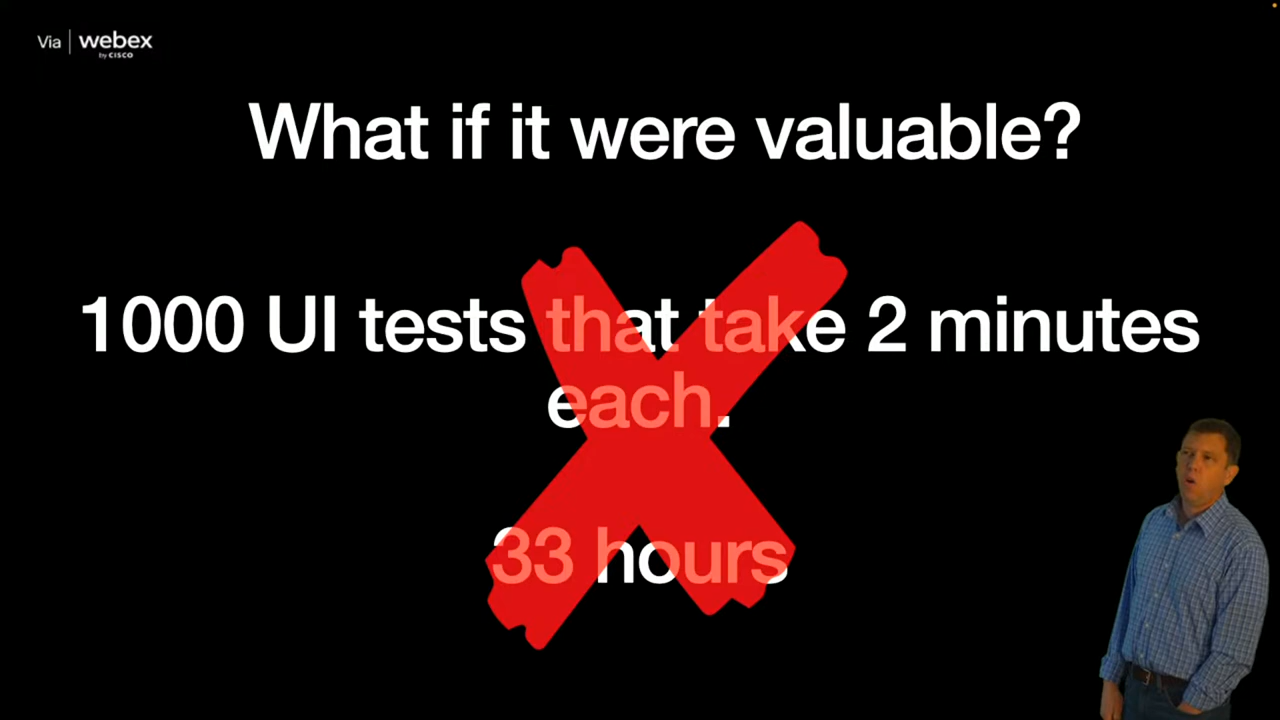 Via | webex
by CISCO
What if it were valuable?
1000 UI tests that take 2 minutes
each.
33 hours